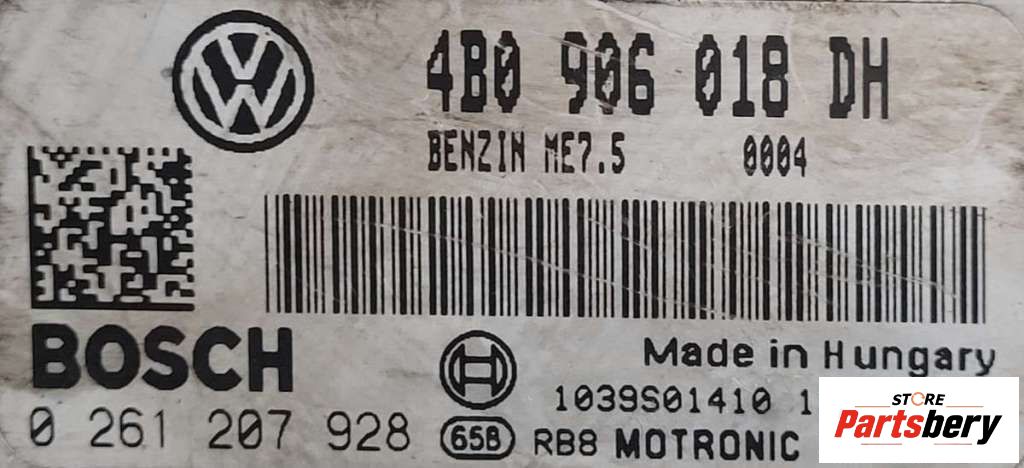 4B0 906 018 DH
BENZIN ME7.5 0004
BOSCH
Made in Hungary
1039S01410 1
0 261 207 928
65B RB8 MOTRONIC
STORE
Partsbery